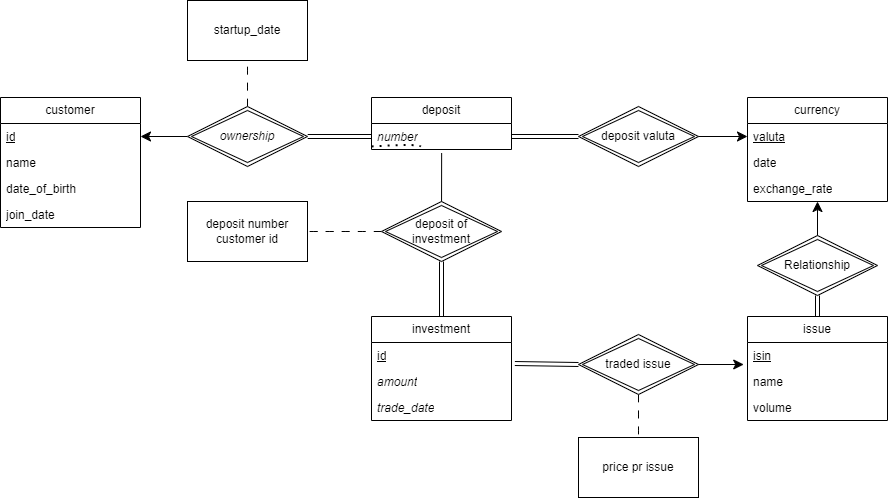 startup_date
customer
id
name
date_of_birth
join_date
ownership
deposit
number
deposit valuta
currency
valuta
date
exchange_rate
deposit number
customer id
deposit of
investment
Relationship
investment
id
amount
trade_date
traded issue
issue
isin
name
volume
price pr issue